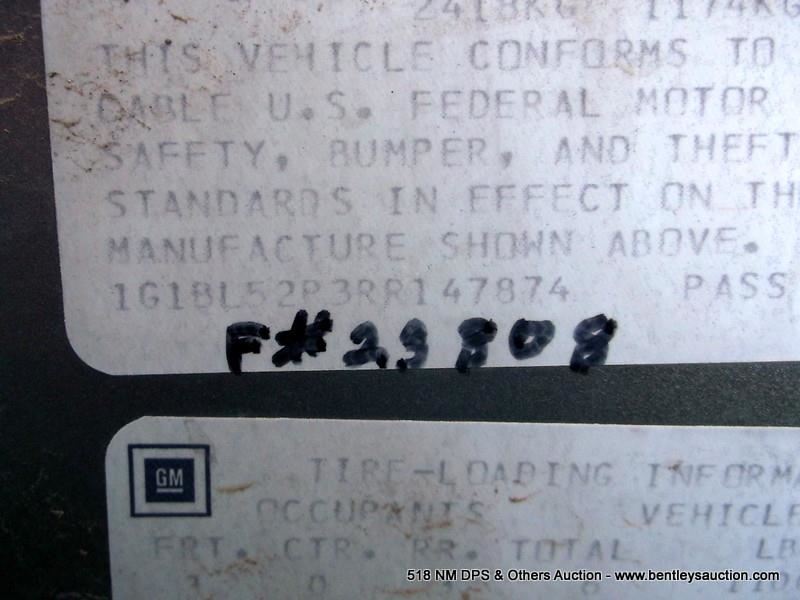 2418KG 1174KG
THIS VEHICLE CONFORMS TO
CABLE U.S. FEDERAL MOTOR
SAFETY, BUMPER, AND THEFT
STANDARDS IN EFFECT ON TH
MANUFACTURE SHOWN ABOVE.
1G1BL52P3RR147874 PASS
F# 23808
GM
TIRE-LOADING INFORMA
OCCUPANTS VEHICLE
FRT. CTR. RR. TOTAL LB
518 NM DPS & Others Auction - www.bentleysauction.com